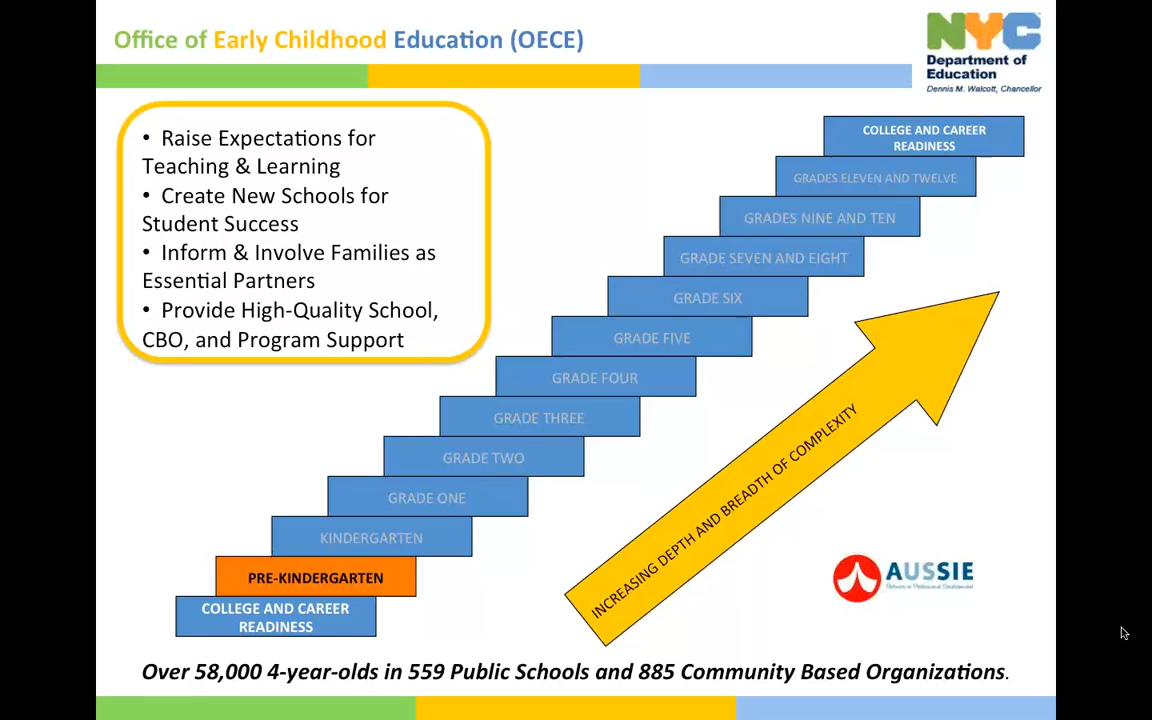 Office of Early Childhood Education (OECE)
NYC
Department of
Education
Dennis M. Walcott, Chancellor
• Raise Expectations for
Teaching & Learning
• Create New Schools for
Student Success
• Inform & Involve Families as
Essential Partners
• Provide High-Quality School,
CBO, and Program Support
COLLEGE AND CAREER
READINESS
GRADES ELEVEN AND TWELVE
GRADES NINE AND TEN
GRADE SEVEN AND EIGHT
GRADE SIX
GRADE FIVE
GRADE FOUR
GRADE THREE
GRADE TWO
GRADE ONE
KINDERGARTEN
PRE-KINDERGARTEN
COLLEGE AND CAREER
READINESS
INCREASING DEPTH AND BREADTH OF COMPLEXITY
AUSSIE
Partners in Professional Development
Over 58,000 4-year-olds in 559 Public Schools and 885 Community Based Organizations.